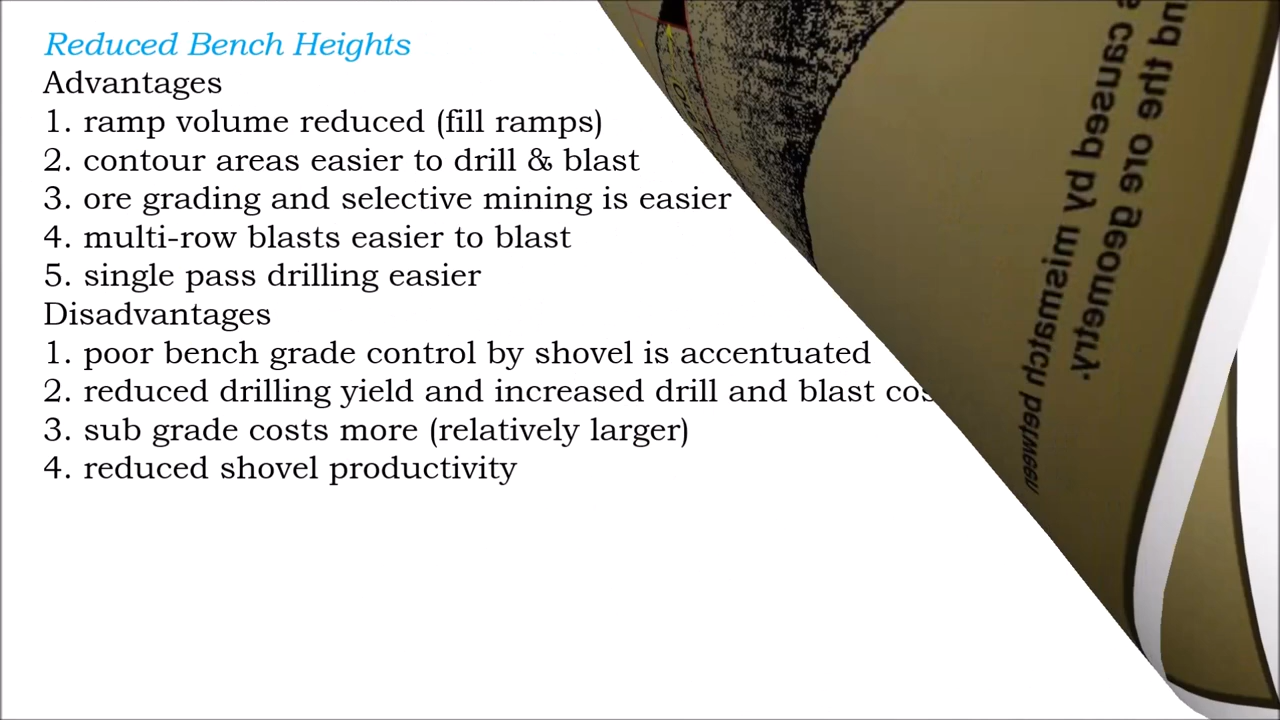 Reduced Bench Heights
Advantages
1. ramp volume reduced (fill ramps)
2. contour areas easier to drill & blast
3. ore grading and selective mining is easier
4. multi-row blasts easier to blast
5. single pass drilling easier
Disadvantages
1. poor bench grade control by shovel is accentuated
2. reduced drilling yield and increased drill and blast
3. sub grade costs more (relatively larger)
4. reduced shovel productivity
caused by mismatch between
the ore geometry.